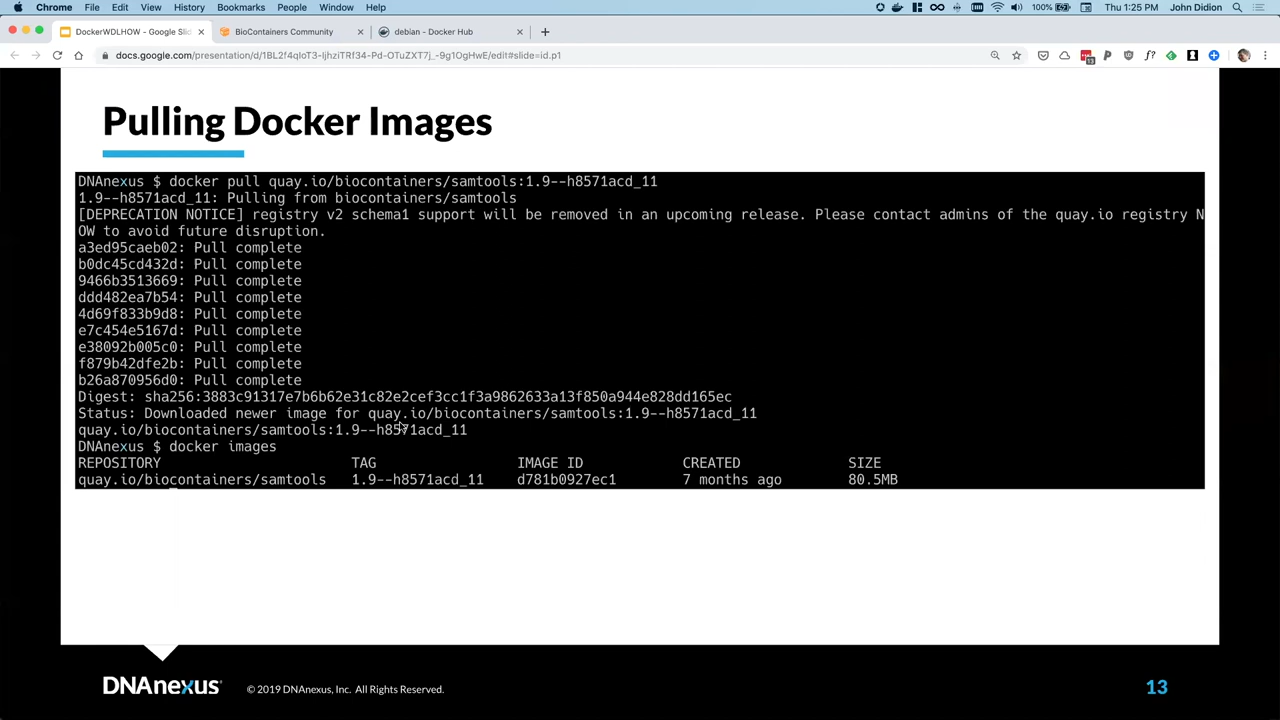 Chrome File Edit View History Bookmarks People Window Help 100% Thu 1:25 PM John Didion
DockerWDLHOW - Google Slid BioContainers Community debian - Docker Hub
docs.google.com/presentation/d/1BL2f4qIoT3-IjhziTRf34-Pd-OTuZXT7j_-9g1OgHwE/edit#slide=id.p1
Pulling Docker Images
DNAnexus $ docker pull quay.io/biocontainers/samtools:1.9--h8571acd_11
1.9--h8571acd_11: Pulling from biocontainers/samtools
[DEPRECATION NOTICE] registry v2 schema1 support will be removed in an upcoming release. Please contact admins of the quay.io registry N
OW to avoid future disruption.
a3ed95caeb02: Pull complete
b0dc45cd432d: Pull complete
9466b3513669: Pull complete
ddd482ea7b54: Pull complete
4d69f833b9d8: Pull complete
e7c454e5167d: Pull complete
e38092b005c0: Pull complete
f879b42dfe2b: Pull complete
b26a870956d0: Pull complete
Digest: sha256:3883c91317e7b6b62e31c82e2cef3cc1f3a9862633a13f850a944e828dd165ec
Status: Downloaded newer image for quay.io/biocontainers/samtools:1.9--h8571acd_11
quay.io/biocontainers/samtools:1.9--h8571acd_11
DNAnexus $ docker images
REPOSITORY TAG IMAGE ID CREATED SIZE
quay.io/biocontainers/samtools 1.9--h8571acd_11 d781b0927ec1 7 months ago 80.5MB
DNAnexus © 2019 DNAnexus, Inc. All Rights Reserved. 13